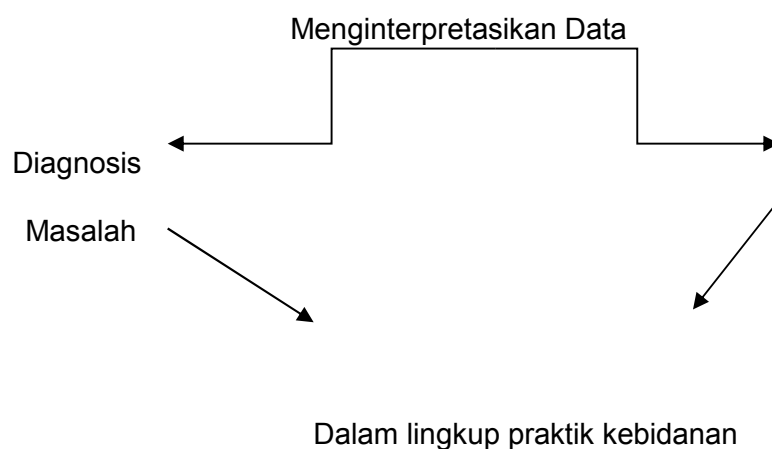 Menginterpretasikan Data
Diagnosis
Masalah
Dalam lingkup praktik kebidanan